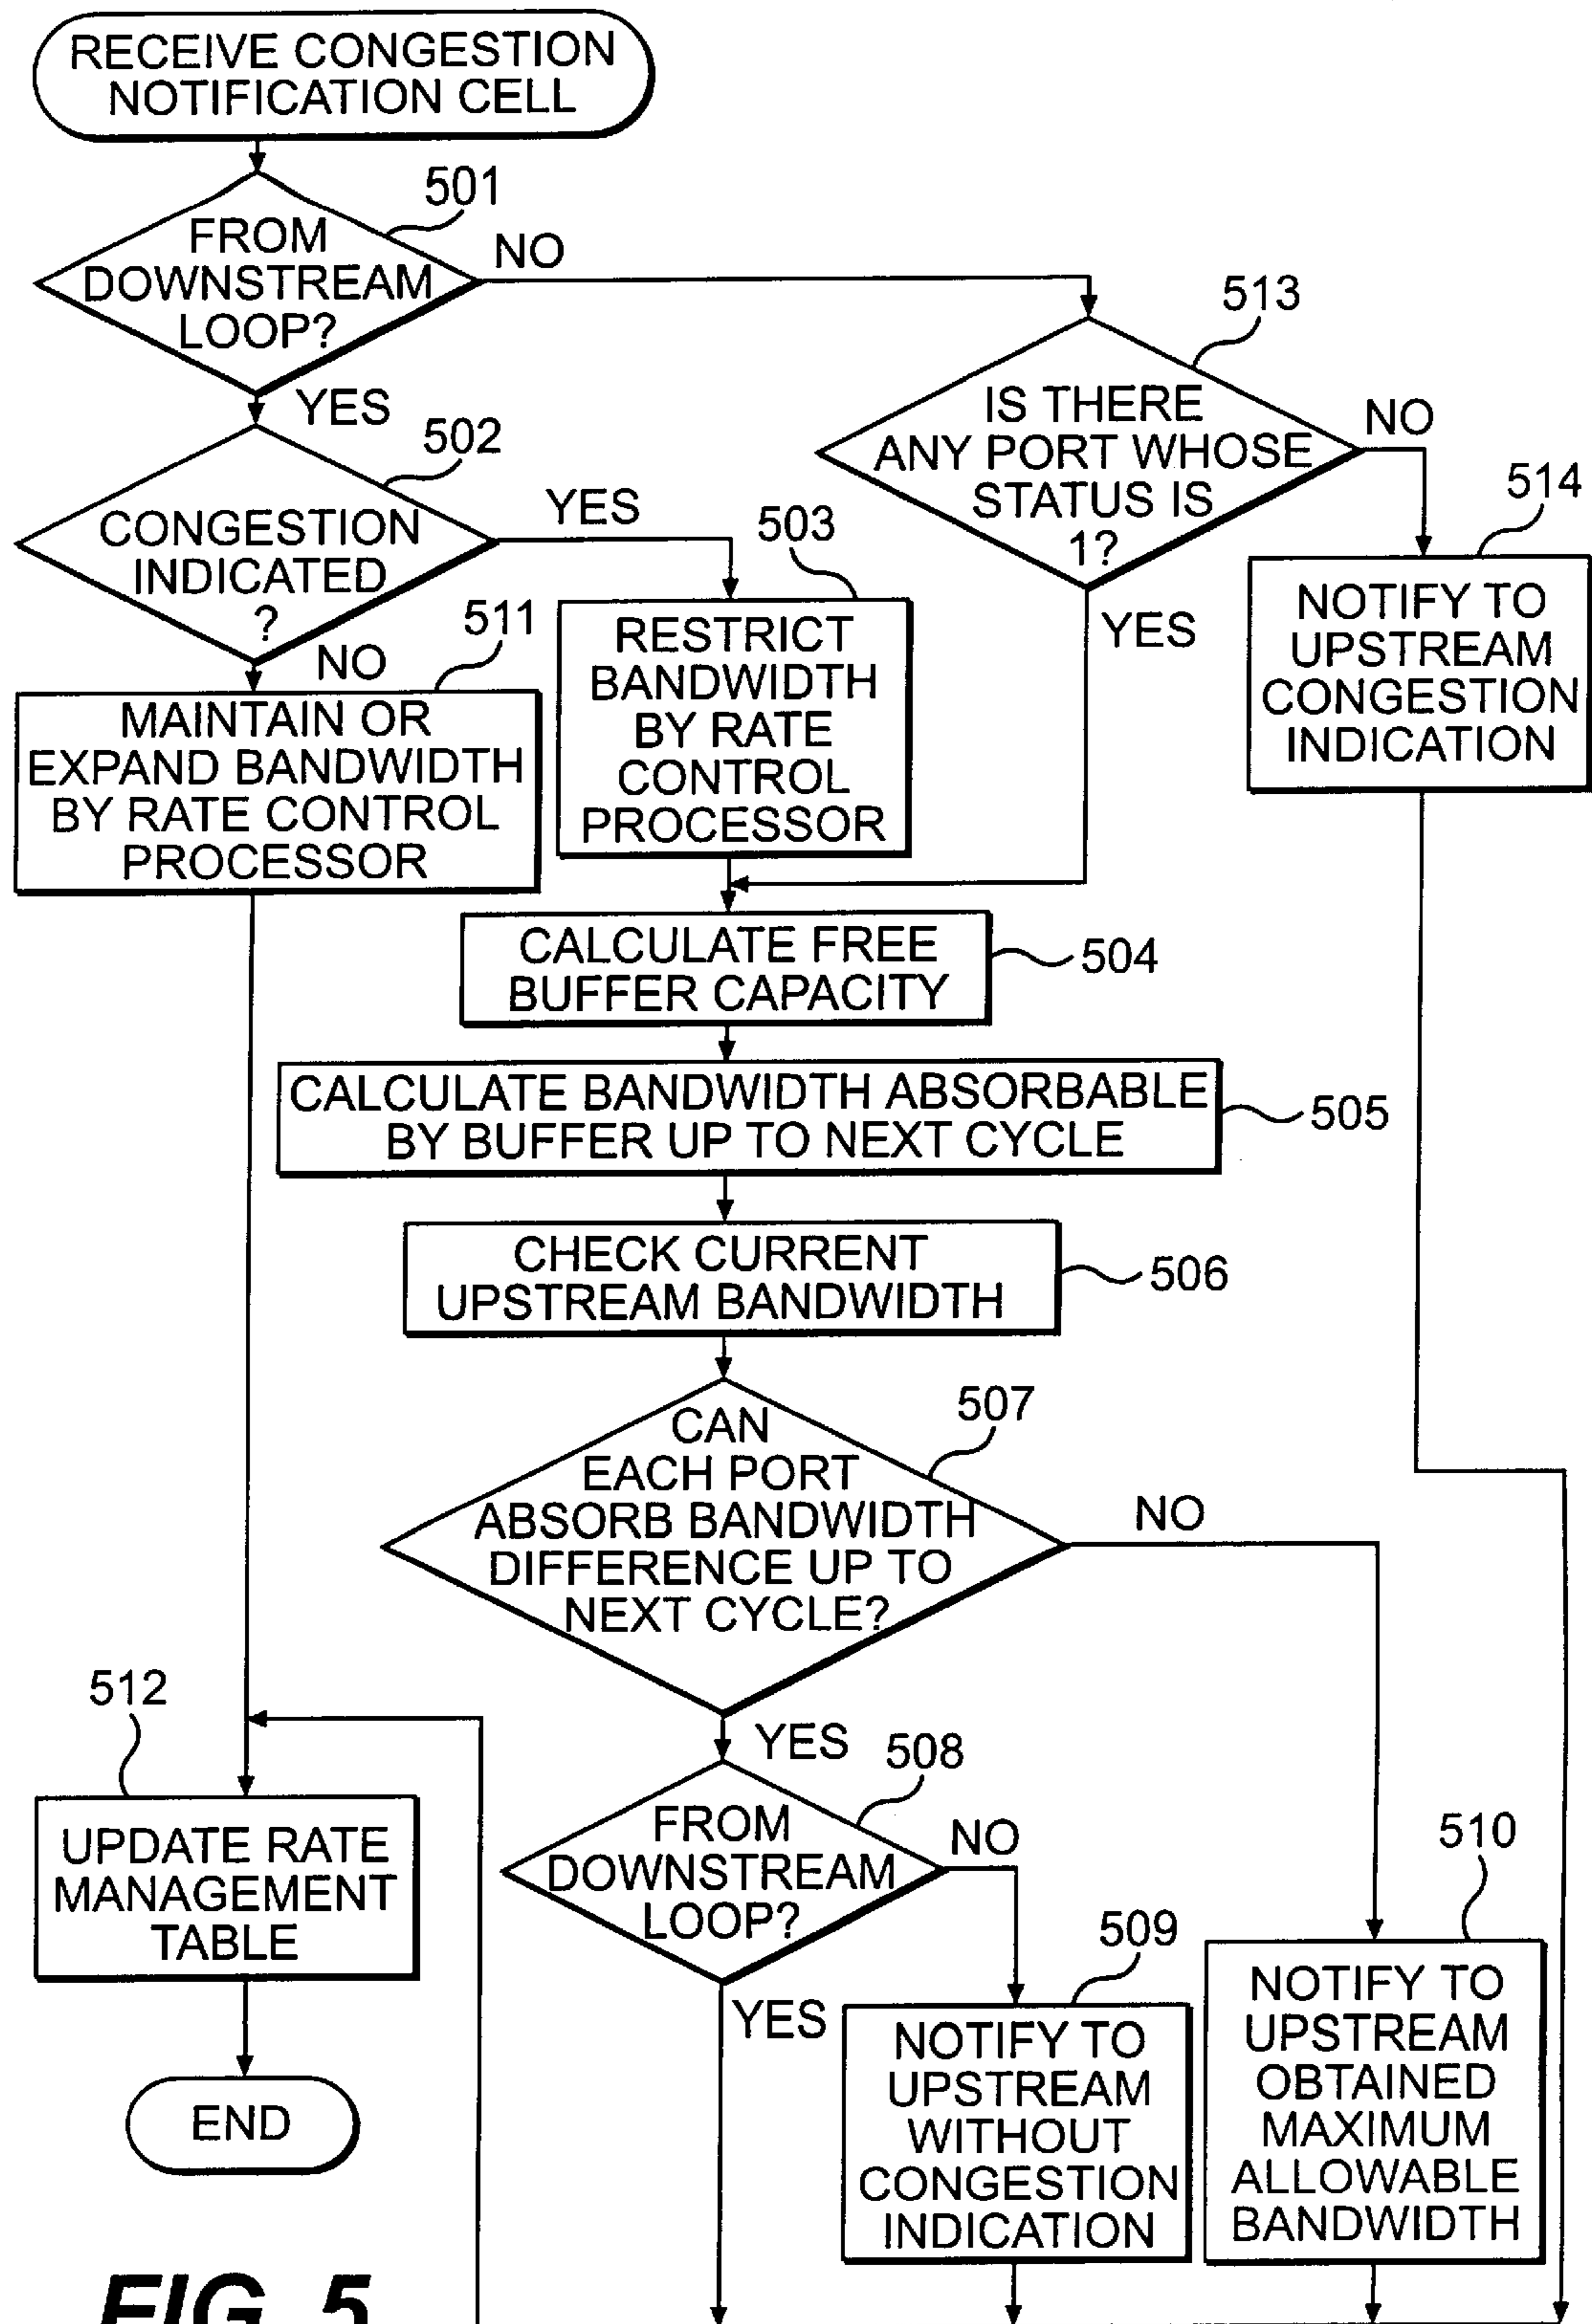 RECEIVE CONGESTION
NOTIFICATION CELL
501
FROM
DOWNSTREAM
LOOP?
NO
YES
513
IS THERE
ANY PORT WHOSE
STATUS IS
1?
NO
YES
502
CONGESTION
INDICATED
?
YES
NO
503
RESTRICT
BANDWIDTH
BY RATE
CONTROL
PROCESSOR
514
NOTIFY TO
UPSTREAM
CONGESTION
INDICATION
511
MAINTAIN OR
EXPAND BANDWIDTH
BY RATE CONTROL
PROCESSOR
CALCULATE FREE
BUFFER CAPACITY
504
CALCULATE BANDWIDTH ABSORBABLE
BY BUFFER UP TO NEXT CYCLE
505
CHECK CURRENT
UPSTREAM BANDWIDTH
506
507
CAN
EACH PORT
ABSORB BANDWIDTH
DIFFERENCE UP TO
NEXT CYCLE?
NO
YES
512
UPDATE RATE
MANAGEMENT
TABLE
END
508
FROM
DOWNSTREAM
LOOP?
NO
YES
509
NOTIFY TO
UPSTREAM
WITHOUT
CONGESTION
INDICATION
510
NOTIFY TO
UPSTREAM
OBTAINED
MAXIMUM
ALLOWABLE
BANDWIDTH
FIG. 5